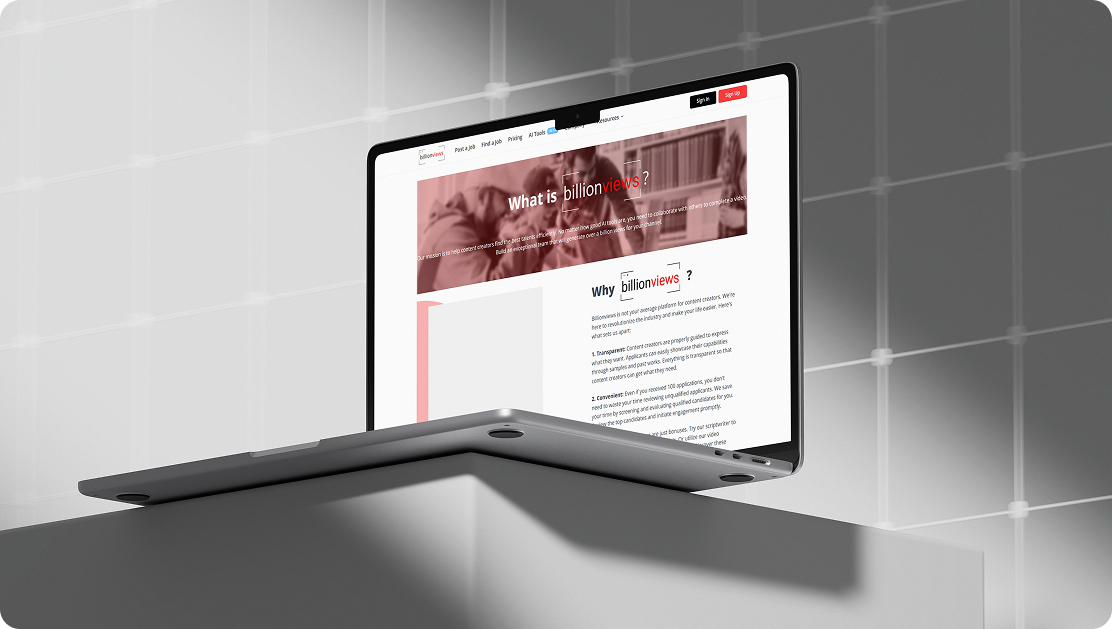 billionviews Post a Job Find a Job Pricing AI Tools Resources Sign In Sign Up
What is billionviews ?
Our mission is to help content creators find the best talents efficiently. No matter how good AI tools are, you need to collaborate with others to complete a video.
Build an exceptional team that will generate over a billion views for your channel.
Why billionviews ?
Billionviews is not your average platform for content creators. We're
here to revolutionize the industry and make your life easier. Here's
what sets us apart:
1. Transparent: Content creators are properly guided to express
what they want. Applicants can easily showcase their capabilities
through samples and past works. Everything is transparent so that
content creators can get what they need.
2. Convenient: Even if you received 100 applications, you don't
need to waste your time reviewing unqualified applicants. We save
your time by screening and evaluating qualified candidates for you.
the top candidates and initiate engagement promptly.
are just bonuses. Try our scriptwriter to
Or utilize our video
these